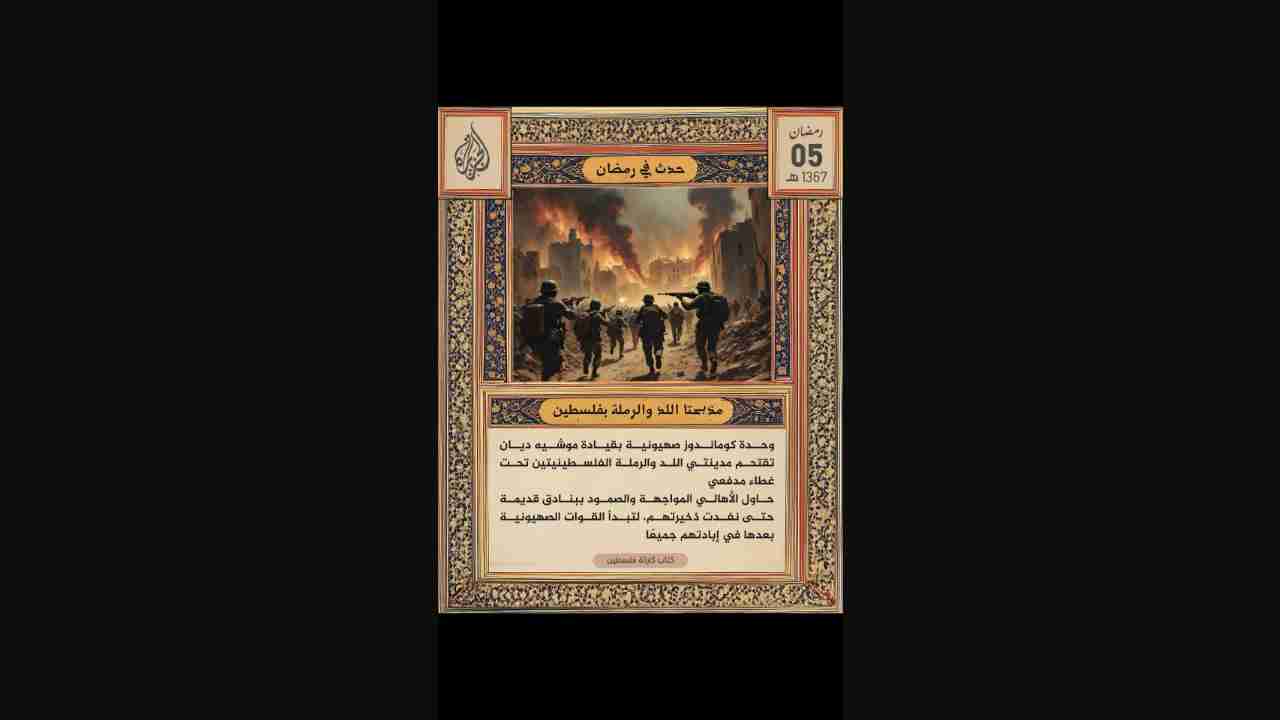 الجزيرة
رمضان
05
1367 هـ
حدث في رمضان
مذبحتا اللد والرملة بفلسطين
وحدة كوماندوز صهيونية بقيادة موشيه ديان
تقتحم مدينتي اللد والرملة الفلسطينيتين تحت
غطاء مدفعي
حاول الأهالي المواجهة والصمود ببنادق قديمة
حتى نفدت ذخيرتهم، لتبدأ القوات الصهيونية
بعدها في إبادتهم جميعًا
كتاب كارثة فلسطين